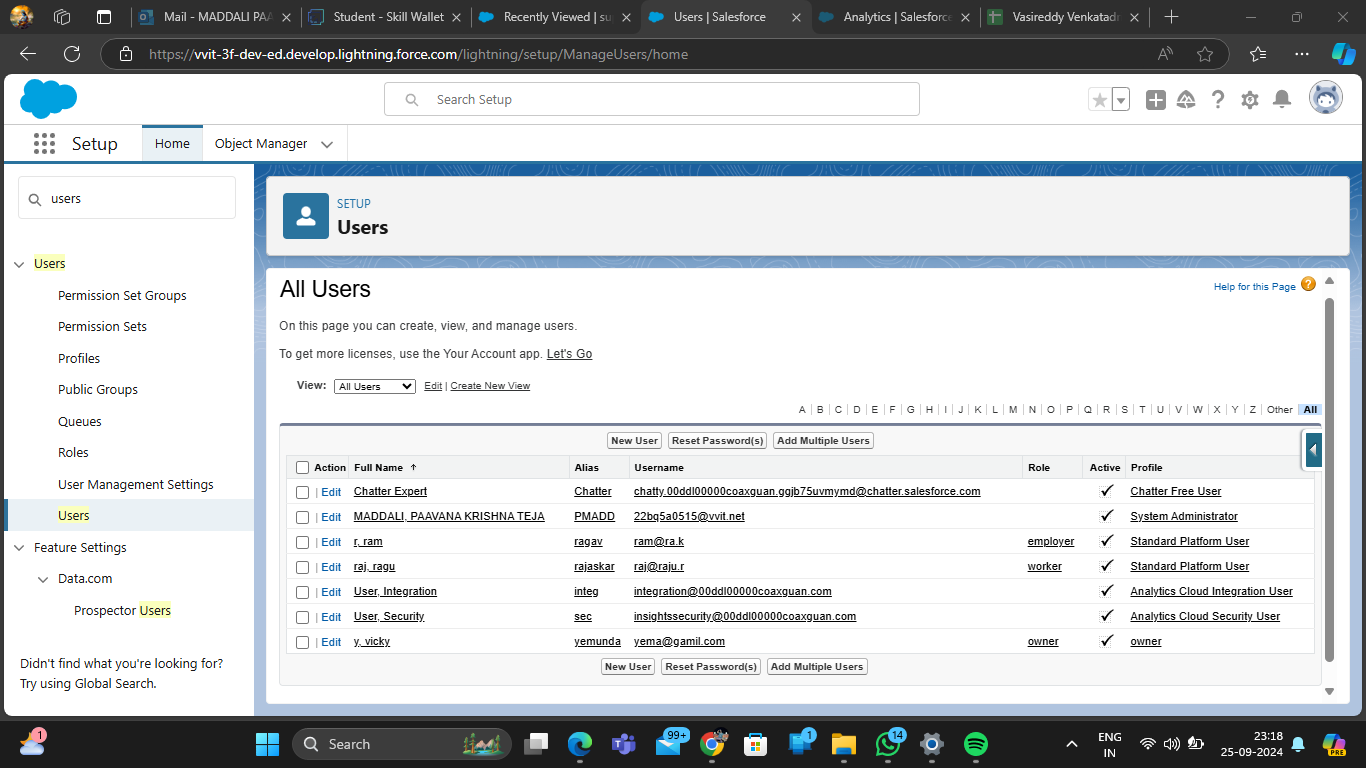 Mail - MADDALI PAA
Student - Skill Wallet
Recently Viewed | su
Users | Salesforce
Analytics | Salesforce
Vasireddy Venkatadr
https://vvit-3f-dev-ed.develop.lightning.force.com/lightning/setup/ManageUsers/home
Search Setup
Setup
Home
Object Manager
users
Users
Permission Set Groups
Permission Sets
Profiles
Public Groups
Queues
Roles
User Management Settings
Users
Feature Settings
Data.com
Prospector Users
Didn't find what you're looking for?
Try using Global Search.
SETUP
Users
All Users
Help for this Page ?
On this page you can create, view, and manage users.
To get more licenses, use the Your Account app. Let's Go
View: All Users Edit | Create New View
A | B | C | D | E | F | G | H | I | J | K | L | M | N | O | P | Q | R | S | T | U | V | W | X | Y | Z | Other | All
New User Reset Password(s) Add Multiple Users
Action Full Name ↑ Alias Username Role Active Profile
| Edit Chatter Expert Chatter chatty.00ddl00000coaxguan.ggjb75uvmymd@chatter.salesforce.com ✓ Chatter Free User
| Edit MADDALI, PAAVANA KRISHNA TEJA PMADD 22bq5a0515@vvit.net ✓ System Administrator
| Edit r, ram ragav ram@ra.k employer ✓ Standard Platform User
| Edit raj, ragu rajaskar raj@raju.r worker ✓ Standard Platform User
| Edit User, Integration integ integration@00ddl00000coaxguan.com ✓ Analytics Cloud Integration User
| Edit User, Security sec insightssecurity@00ddl00000coaxguan.com ✓ Analytics Cloud Security User
| Edit y, vicky yemunda yema@gamil.com owner ✓ owner
New User Reset Password(s) Add Multiple Users
1
Search
99+
1
14
ENG
IN
23:18
25-09-2024
PRE